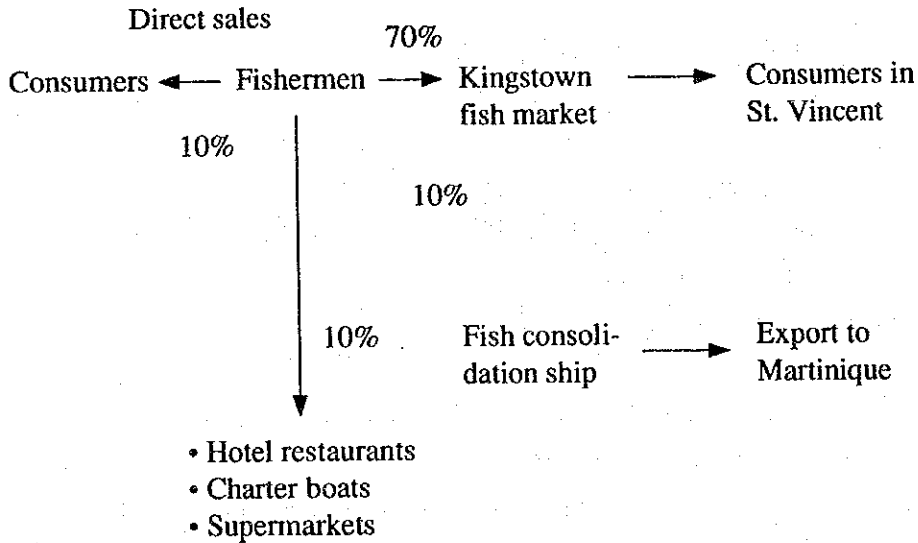 Direct sales
70%
Consumers
Fishermen
Kingstown
fish market
Consumers in
St. Vincent
10%
10%
10%
Fish consoli-
dation ship
Export to
Martinique
• Hotel restaurants
• Charter boats
• Supermarkets